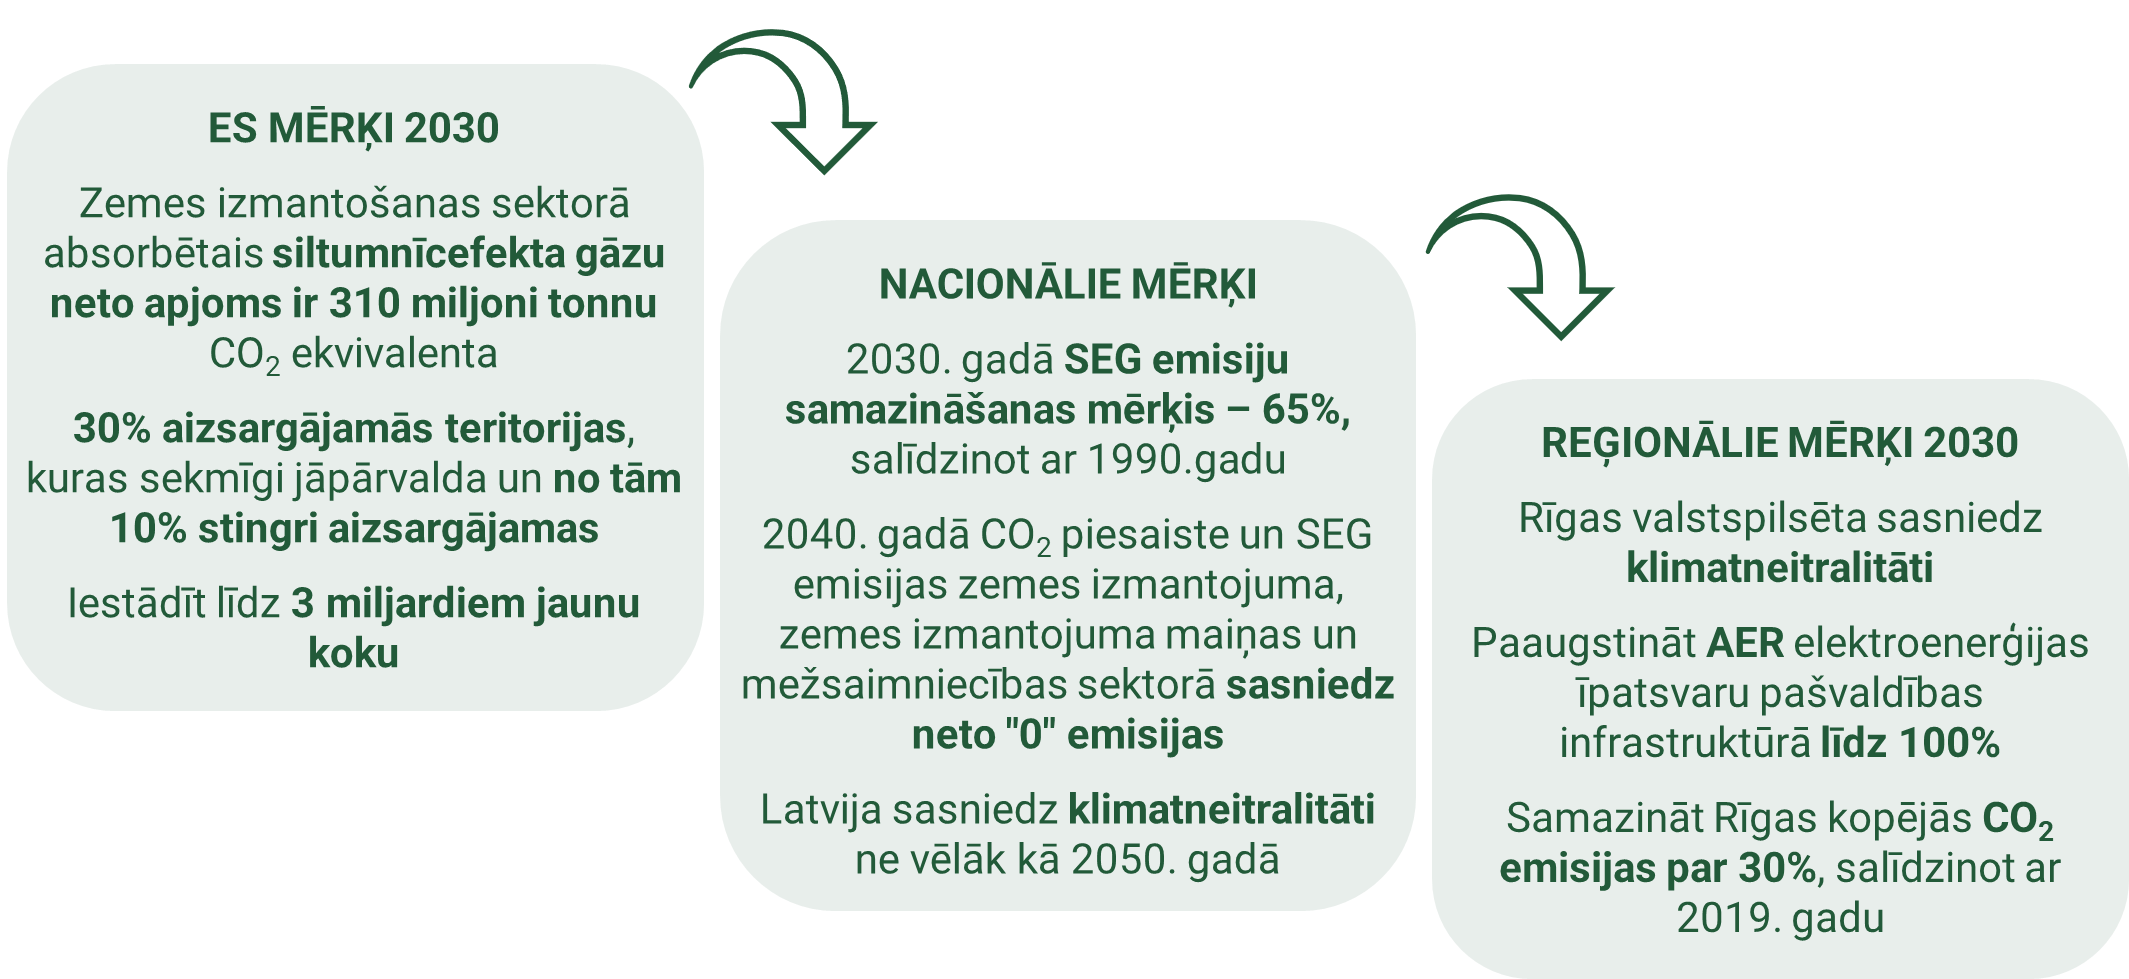 ES MĒRĶI 2030
Zemes izmantošanas sektorā
absorbētais siltumnīcefekta gāzu
neto apjoms ir 310 miljoni tonnu
CO₂ ekvivalenta
30% aizsargājamās teritorijas,
kuras sekmīgi jāpārvalda un no tām
10% stingri aizsargājamas
Iestādīt līdz 3 miljardiem jaunu
koku
NACIONĀLIE MĒRĶI
2030. gadā SEG emisiju
samazināšanas mērķis – 65%,
salīdzinot ar 1990.gadu
2040. gadā CO₂ piesaiste un SEG
emisijas zemes izmantojuma,
zemes izmantojuma maiņas un
mežsaimniecības sektorā sasniedz
neto "0" emisijas
Latvija sasniedz klimatneitralitāti
ne vēlāk kā 2050. gadā
REĢIONĀLIE MĒRĶI 2030
Rīgas valstspilsēta sasniedz
klimatneitralitāti
Paaugstināt AER elektroenerģijas
īpatsvaru pašvaldības
infrastruktūrā līdz 100%
Samazināt Rīgas kopējās CO₂
emisijas par 30%, salīdzinot ar
2019. gadu